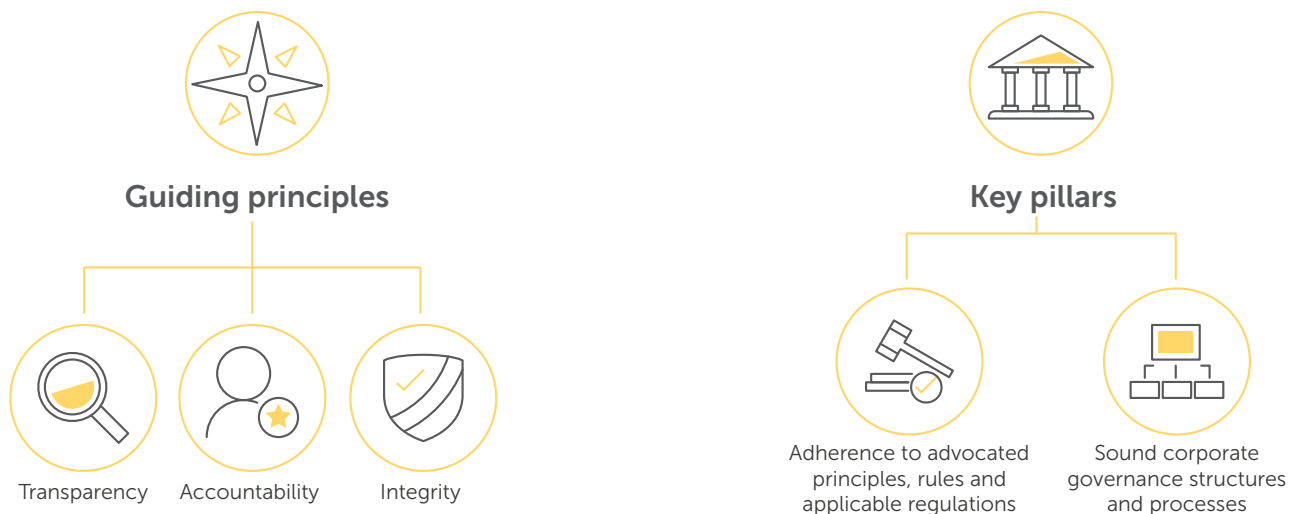 Guiding principles
Transparency
Accountability
Integrity
Key pillars
Adherence to advocated
principles, rules and
applicable regulations
Sound corporate
governance structures
and processes